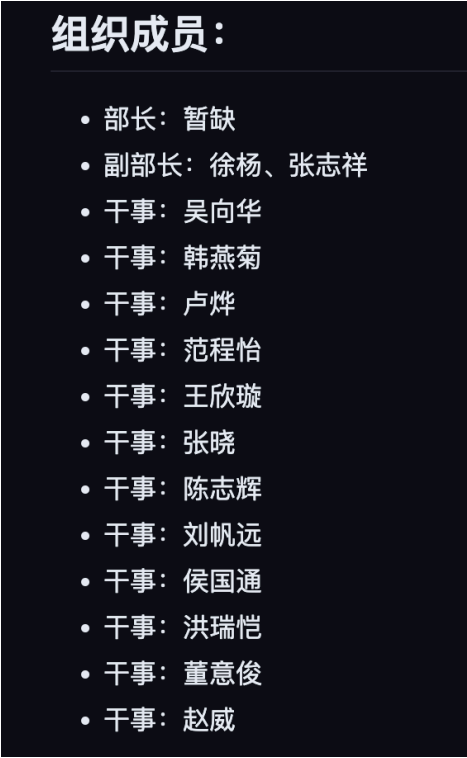 组织成员：
部长：暂缺
副部长：徐杨、张志祥
干事：吴向华
干事：韩燕菊
干事：卢烨
干事：范程怡
干事：王欣璇
干事：张晓
干事：陈志辉
干事：刘帆远
干事：侯国通
干事：洪瑞恺
干事：董意俊
干事：赵威